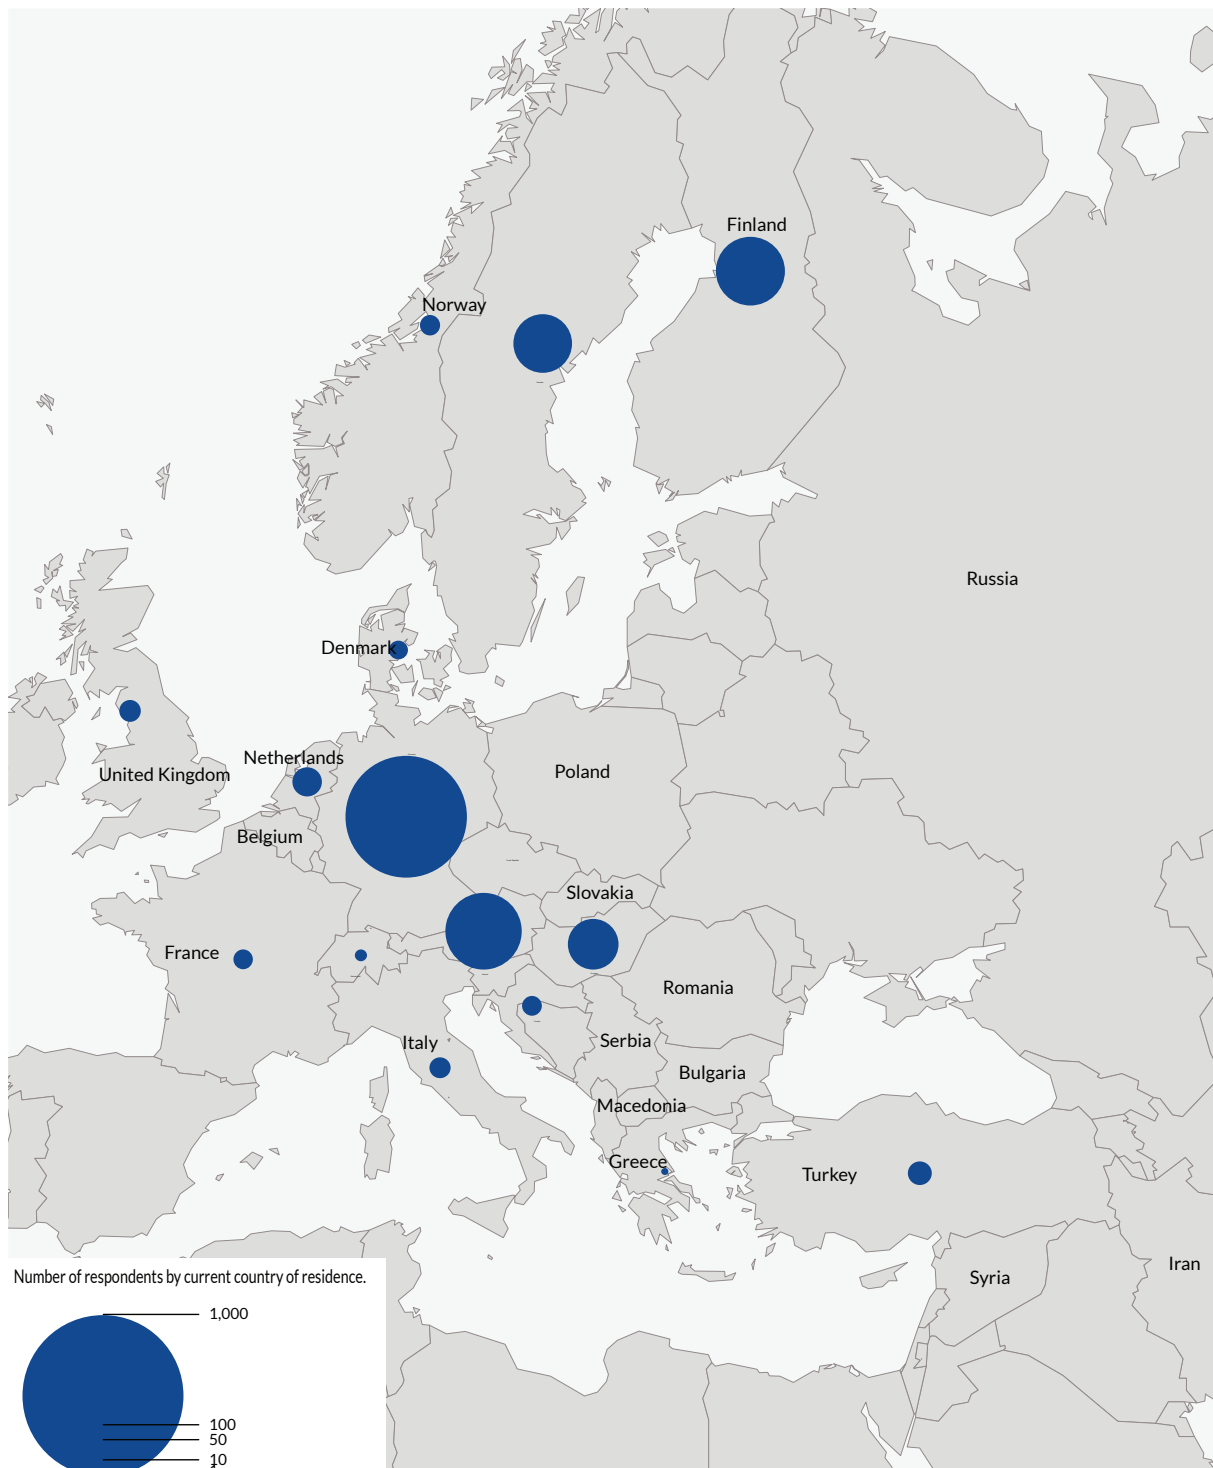 Finland
Norway
Russia
Denmark
Netherlands
United Kingdom
Poland
Belgium
Slovakia
France
Romania
Italy
Serbia
Bulgaria
Macedonia
Greece
Turkey
Iran
Syria
Number of respondents by current country of residence.
1,000
100
50
10